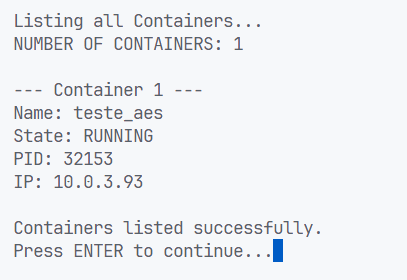 Listing all Containers...
NUMBER OF CONTAINERS: 1
--- Container 1 ---
Name: teste_aes
State: RUNNING
PID: 32153
IP: 10.0.3.93
Containers listed successfully.
Press ENTER to continue...